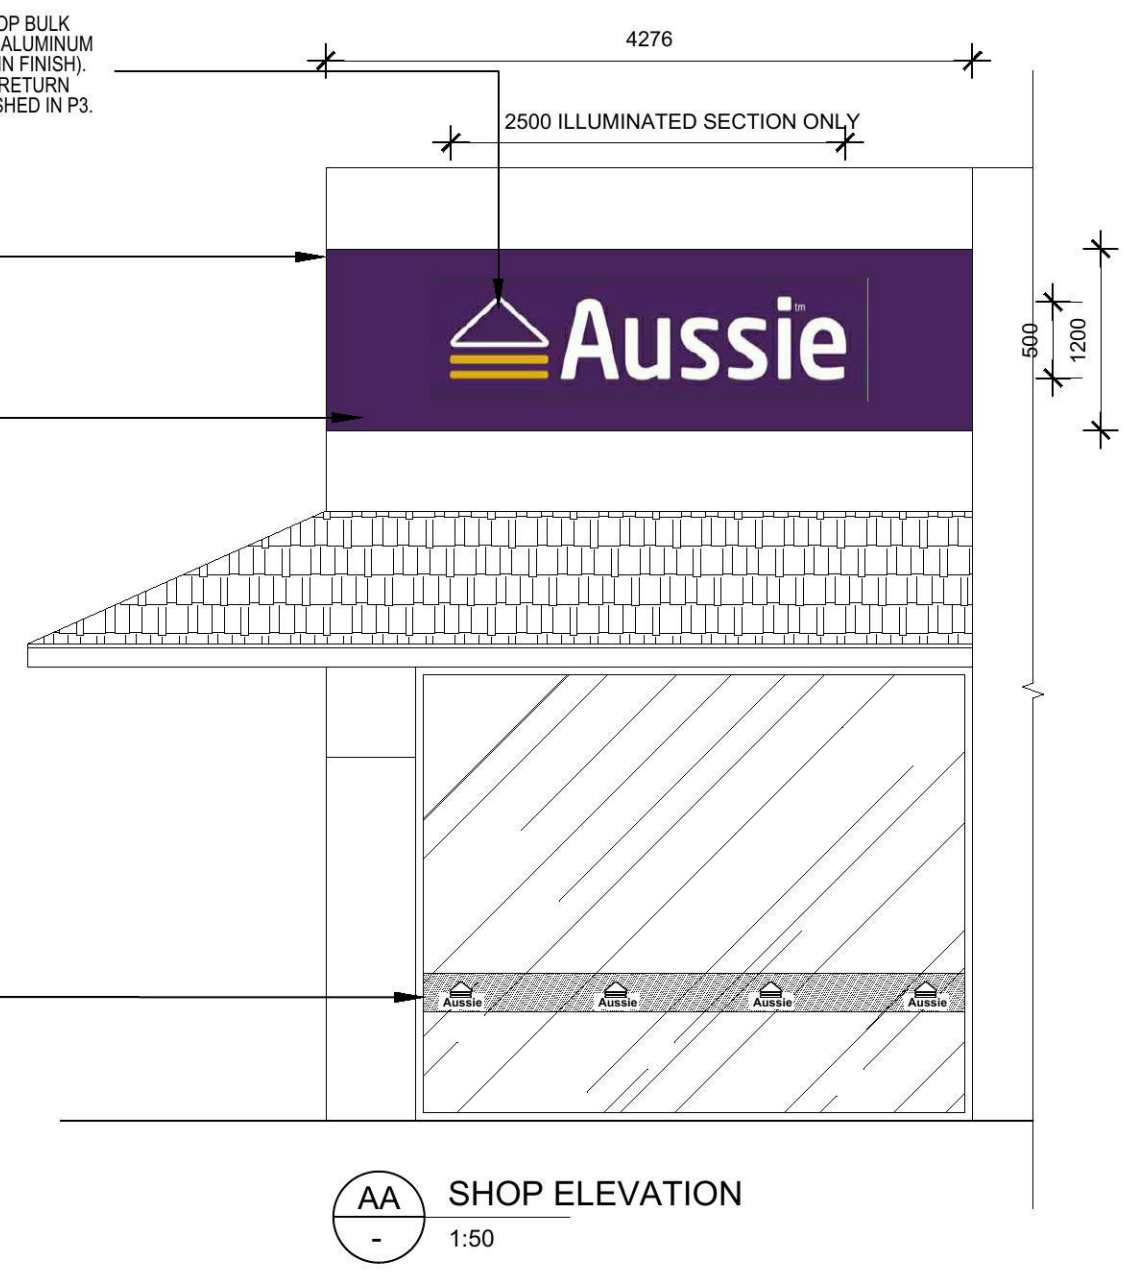 OP BULK
ALUMINUM
IN FINISH).
RETURN
SHED IN P3.
4276
2500 ILLUMINATED SECTION ONLY
Aussie tm
500
1200
Aussie Aussie Aussie Aussie
AA
-
SHOP ELEVATION
1:50